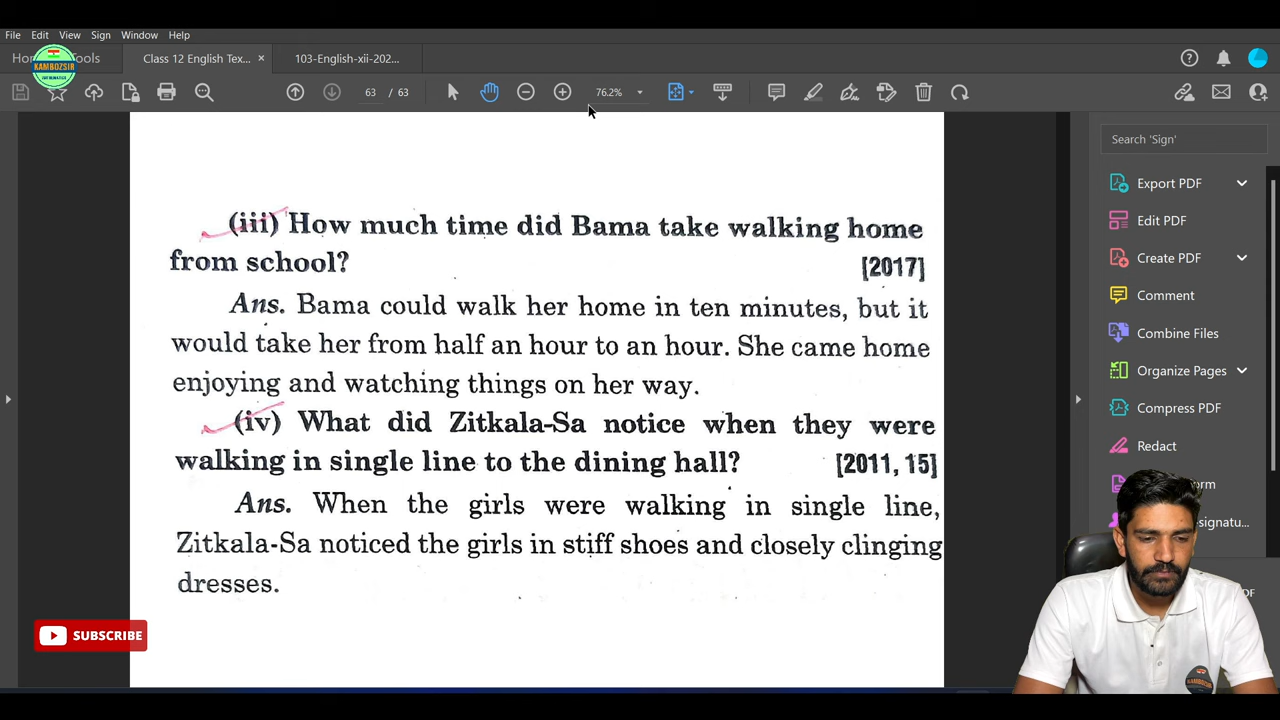 File Edit View Sign Window Help
Ho Tools Class 12 English Tex... × 103-English-xii-202...
KAMBOZSIR
63 / 63 76.2%
Search 'Sign'
Export PDF
Edit PDF
Create PDF
Comment
Combine Files
Organize Pages
Compress PDF
Redact
(iii) How much time did Bama take walking home
from school? [2017]
Ans. Bama could walk her home in ten minutes, but it
would take her from half an hour to an hour. She came home
enjoying and watching things on her way.
(iv) What did Zitkala-Sa notice when they were
walking in single line to the dining hall? [2011, 15]
Ans. When the girls were walking in single line,
Zitkala-Sa noticed the girls in stiff shoes and closely clinging
dresses.
SUBSCRIBE
KAMBOZSIR